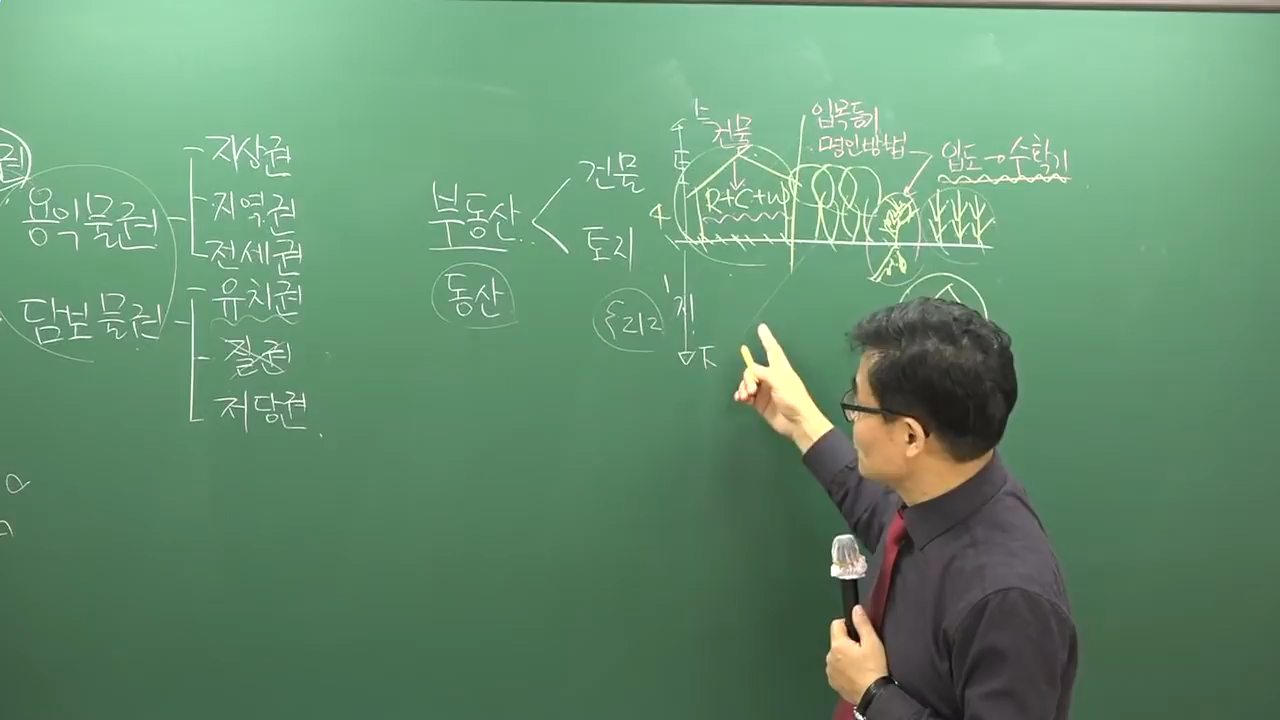 권
용익물권
지상권
지역권
전세권
담보물권
유치권
질권
저당권
부동산
건물
토지
동산
건물
R+C+W
입목등기
명인방법
입도→수확기